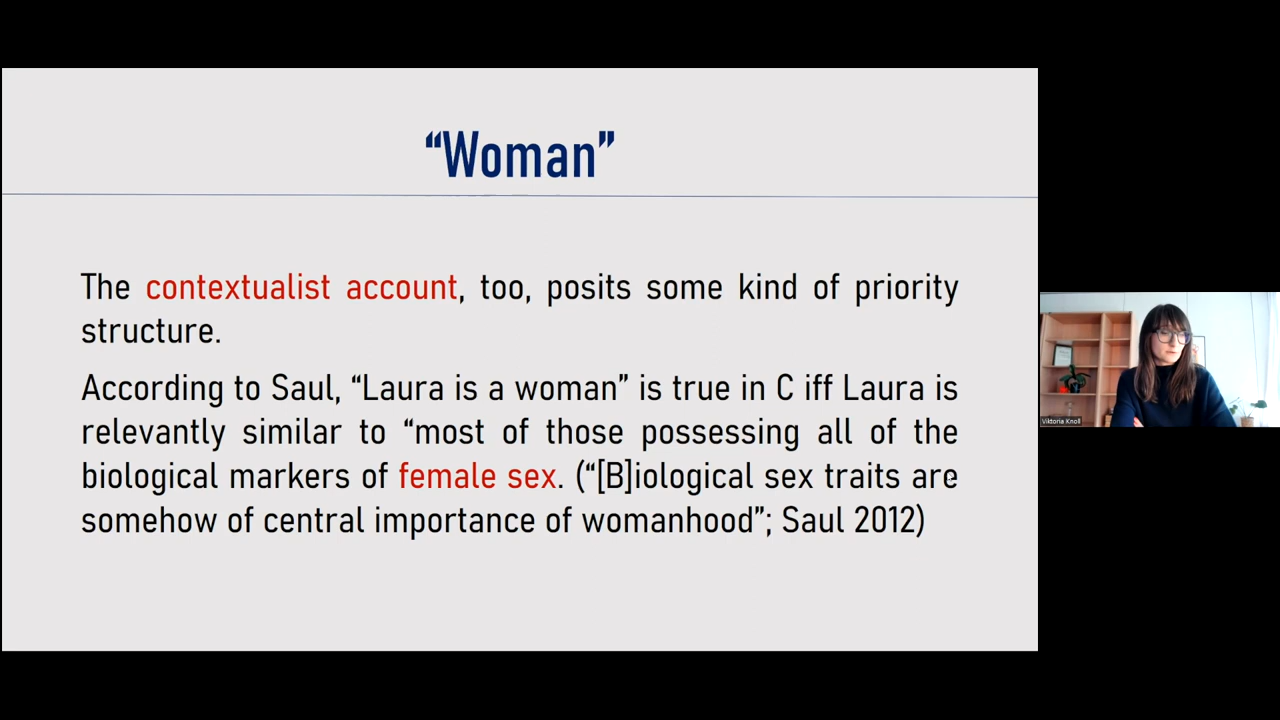 “Woman”
The contextualist account, too, posits some kind of priority
structure.
According to Saul, “Laura is a woman” is true in C iff Laura is
relevantly similar to “most of those possessing all of the
biological markers of female sex. (“[B]iological sex traits are
somehow of central importance of womanhood”; Saul 2012)
Viktoria Knoll